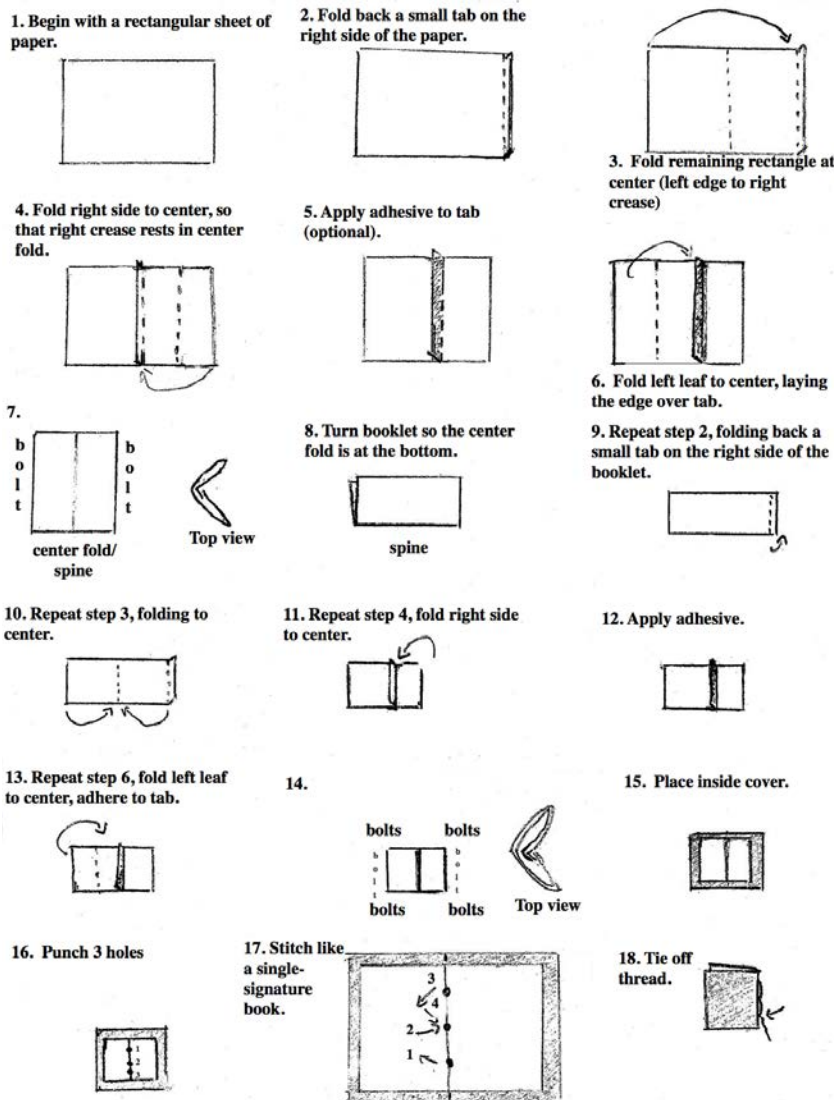 1. Begin with a rectangular sheet of
paper.
2. Fold back a small tab on the
right side of the paper.
3. Fold remaining rectangle at
center (left edge to right
crease)
4. Fold right side to center, so
that right crease rests in center
fold.
5. Apply adhesive to tab
(optional).
6. Fold left leaf to center, laying
the edge over tab.
7.
b
o
l
t
b
o
l
t
center fold/
spine
Top view
8. Turn booklet so the center
fold is at the bottom.
spine
9. Repeat step 2, folding back a
small tab on the right side of the
booklet.
10. Repeat step 3, folding to
center.
11. Repeat step 4, fold right side
to center.
12. Apply adhesive.
13. Repeat step 6, fold left leaf
to center, adhere to tab.
14.
bolts bolts
b
o
l
t
b
o
l
t
bolts bolts
Top view
15. Place inside cover.
16. Punch 3 holes
1
2
3
17. Stitch like
a single-
signature
book.
3
4
2
1
18. Tie off
thread.